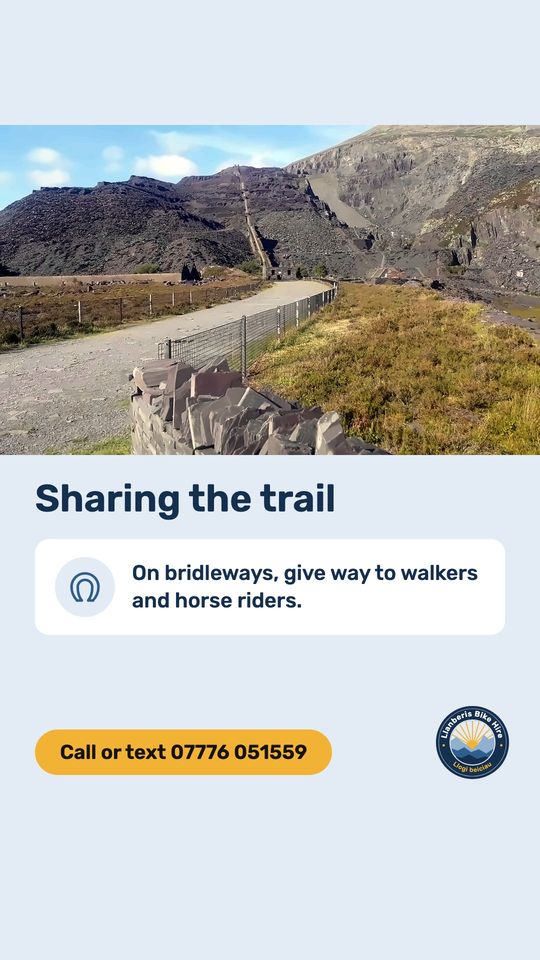 Sharing the trail
On bridleways, give way to walkers
and horse riders.
Call or text 07776 051559
Llanberis Bike Hire
Llogi beiciau